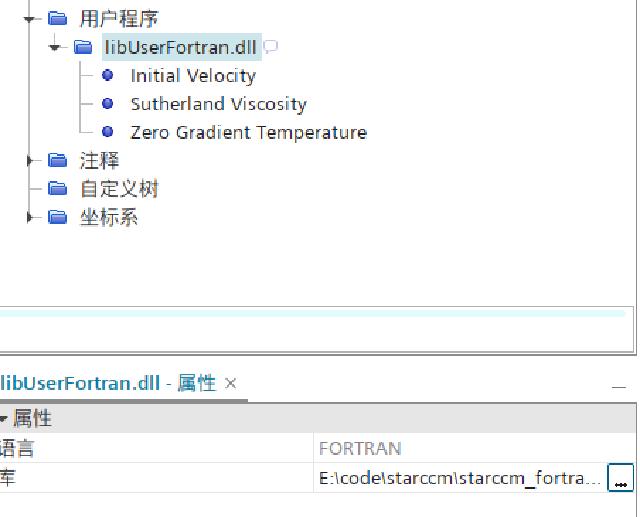 用户程序
libUserFortran.dll
Initial Velocity
Sutherland Viscosity
Zero Gradient Temperature
注释
自定义树
坐标系
libUserFortran.dll - 属性 ×
属性
语言 FORTRAN
库 E:\code\starccm\starccm_fortra... ...